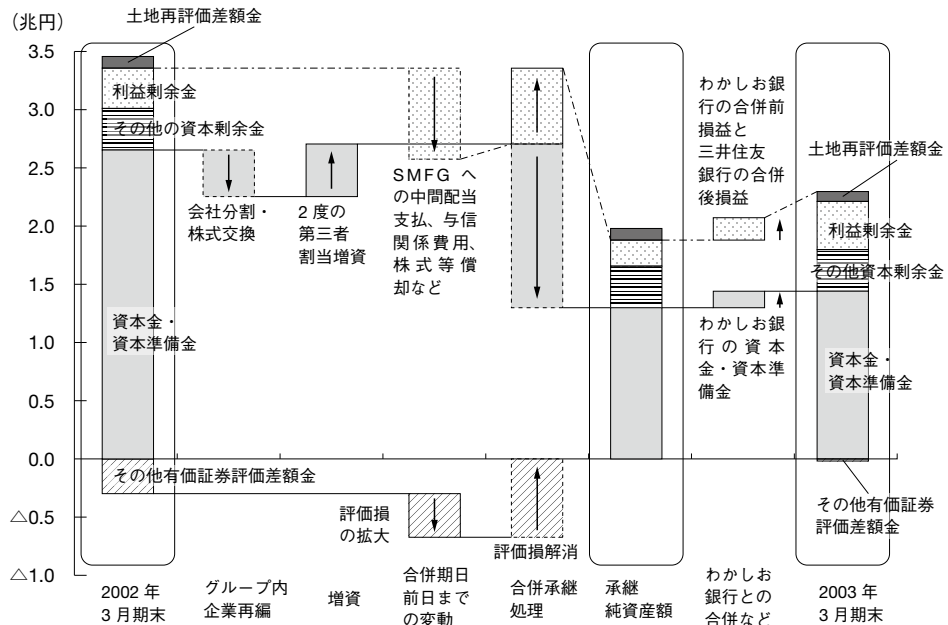 （兆円）
土地再評価差額金
3.5
3.0
2.5
2.0
1.5
1.0
0.5
0.0
△0.5
△1.0
利益剰余金
その他の資本剰余金
資本金・
資本準備金
その他有価証券評価差額金
会社分割・
株式交換
2度の
第三者
割当増資
SMFGへ
の中間配当
支払、与信
関係費用、
株式等償
却など
評価損
の拡大
評価損解消
わかしお銀
行の合併前
損益と
三井住友
銀行の合併
後損益
わかしお銀
行の資本
金・資本準
備金
土地再評価差額金
利益剰余金
その他資本剰余金
資本金・
資本準備金
その他有価証券
評価差額金
2002年
3月期末
グループ内
企業再編
増資
合併期日
前日まで
の変動
合併承継
処理
承継
純資産額
わかしお
銀行との
合併など
2003年
3月期末